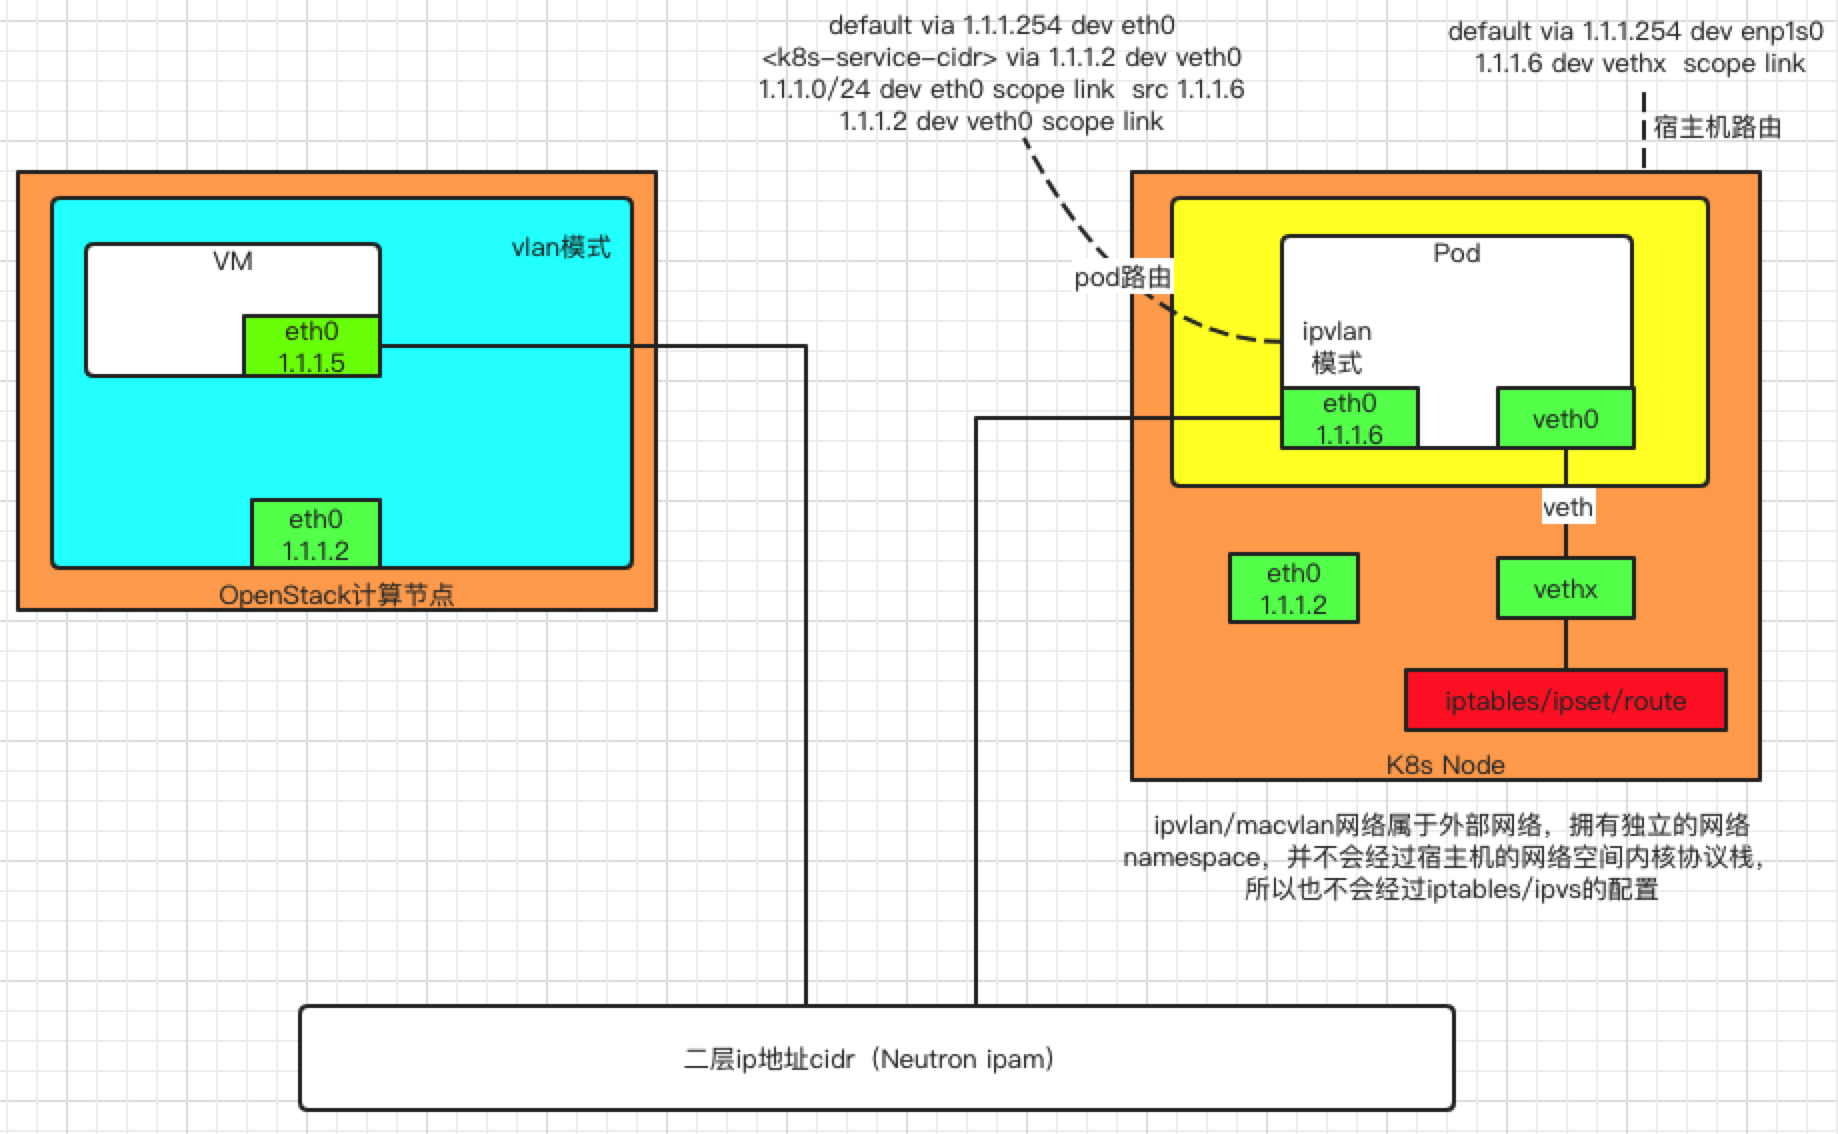 default via 1.1.1.254 dev eth0
<k8s-service-cidr> via 1.1.1.2 dev veth0
1.1.1.0/24 dev eth0 scope link  src 1.1.1.6
1.1.1.2 dev veth0 scope link
default via 1.1.1.254 dev enp1s0
1.1.1.6 dev vethx  scope link
宿主机路由
pod路由
vlan模式
VM
eth0
1.1.1.5
eth0
1.1.1.2
OpenStack计算节点
Pod
ipvlan
模式
eth0
1.1.1.6
veth0
veth
eth0
1.1.1.2
vethx
iptables/ipset/route
K8s Node
ipvlan/macvlan网络属于外部网络，拥有独立的网络
namespace，并不会经过宿主机的网络空间内核协议栈，
所以也不会经过iptables/ipvs的配置
二层ip地址cidr（Neutron ipam）